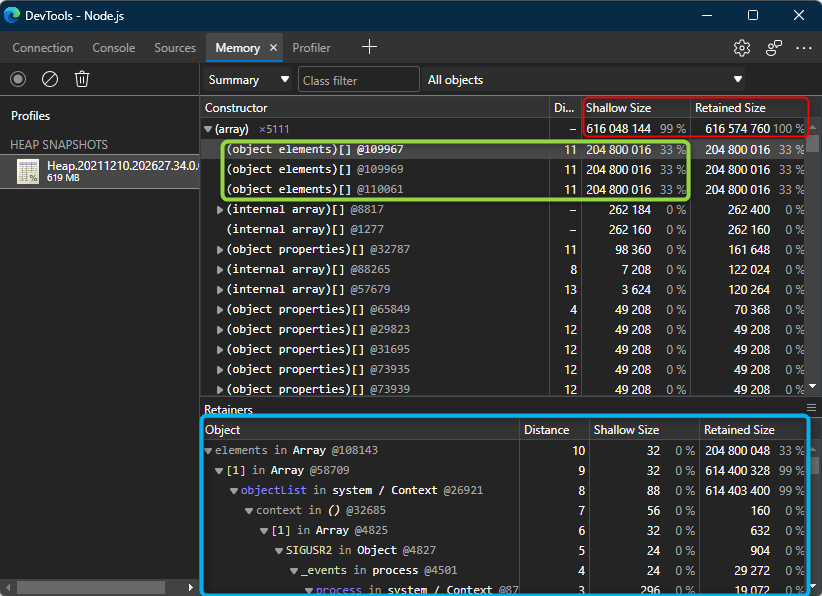 DevTools - Node.js
Connection Console Sources Memory × Profiler +
Summary Class filter All objects
Profiles
HEAP SNAPSHOTS
Heap.20211210.202627.34.0.
619 MB
Constructor Di... Shallow Size Retained Size
(array) ×5111 – 616 048 144 99 % 616 574 760 100 %
(object elements)[] @109967 11 204 800 016 33 % 204 800 016 33 %
(object elements)[] @109969 11 204 800 016 33 % 204 800 016 33 %
(object elements)[] @110061 11 204 800 016 33 % 204 800 016 33 %
(internal array)[] @8817 – 262 184 0 % 262 400 0 %
(internal array)[] @1277 – 262 160 0 % 262 160 0 %
(object properties)[] @32787 11 98 360 0 % 161 648 0 %
(internal array)[] @88265 8 7 208 0 % 122 024 0 %
(internal array)[] @57679 13 3 624 0 % 120 264 0 %
(object properties)[] @65849 4 49 208 0 % 70 368 0 %
(object properties)[] @29823 12 49 208 0 % 49 208 0 %
(object properties)[] @31695 12 49 208 0 % 49 208 0 %
(object properties)[] @73935 12 49 208 0 % 49 208 0 %
(object properties)[] @73939 12 49 208 0 % 49 208 0 %
Retainers
Object Distance Shallow Size Retained Size
elements in Array @108143 10 32 0 % 204 800 048 33 %
[1] in Array @58709 9 32 0 % 614 400 328 99 %
objectList in system / Context @26921 8 88 0 % 614 403 400 99 %
context in () @32685 7 56 0 % 160 0 %
[1] in Array @4825 6 32 0 % 632 0 %
SIGUSR2 in Object @4827 5 24 0 % 904 0 %
_events in process @4501 4 24 0 % 29 272 0 %
process in system / Context @87 3 296 0 % 19 072 0 %